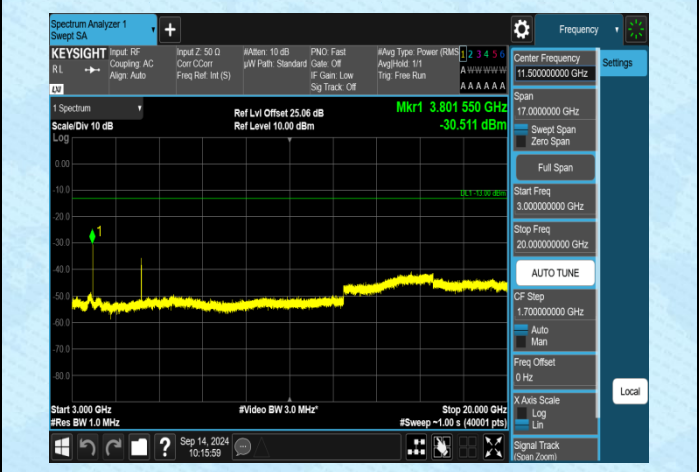 Spectrum Analyzer 1
Swept SA
+
Frequency
KEYSIGHT
Input: RF
Coupling: AC
Align: Auto
RL
LXI
Input Z: 50 Ω
Corr CCorr
Freq Ref: Int (S)
#Atten: 10 dB
µW Path: Standard
PNO: Fast
Gate: Off
IF Gain: Low
Sig Track: Off
#Avg Type: Power (RMS
Avg|Hold: 1/1
Trig: Free Run
1 2 3 4 5 6
A W W W W W
A A A A A A
1 Spectrum
Scale/Div 10 dB
Log
Ref Lvl Offset 25.06 dB
Ref Level 10.00 dBm
Mkr1 3.801 550 GHz
-30.511 dBm
0.00
-10.0
-20.0
-30.0
-40.0
-50.0
-60.0
-70.0
-80.0
DL1 -13.00 dBm
1
Start 3.000 GHz
#Res BW 1.0 MHz
#Video BW 3.0 MHz*
Stop 20.000 GHz
#Sweep ~1.00 s (40001 pts)
Sep 14, 2024
10:15:59
?
Center Frequency
11.500000000 GHz
Settings
Span
17.0000000 GHz
Swept Span
Zero Span
Full Span
Start Freq
3.000000000 GHz
Stop Freq
20.000000000 GHz
AUTO TUNE
CF Step
1.700000000 GHz
Auto
Man
Freq Offset
0 Hz
X Axis Scale
Log
Lin
Signal Track
(Span Zoom)
Local